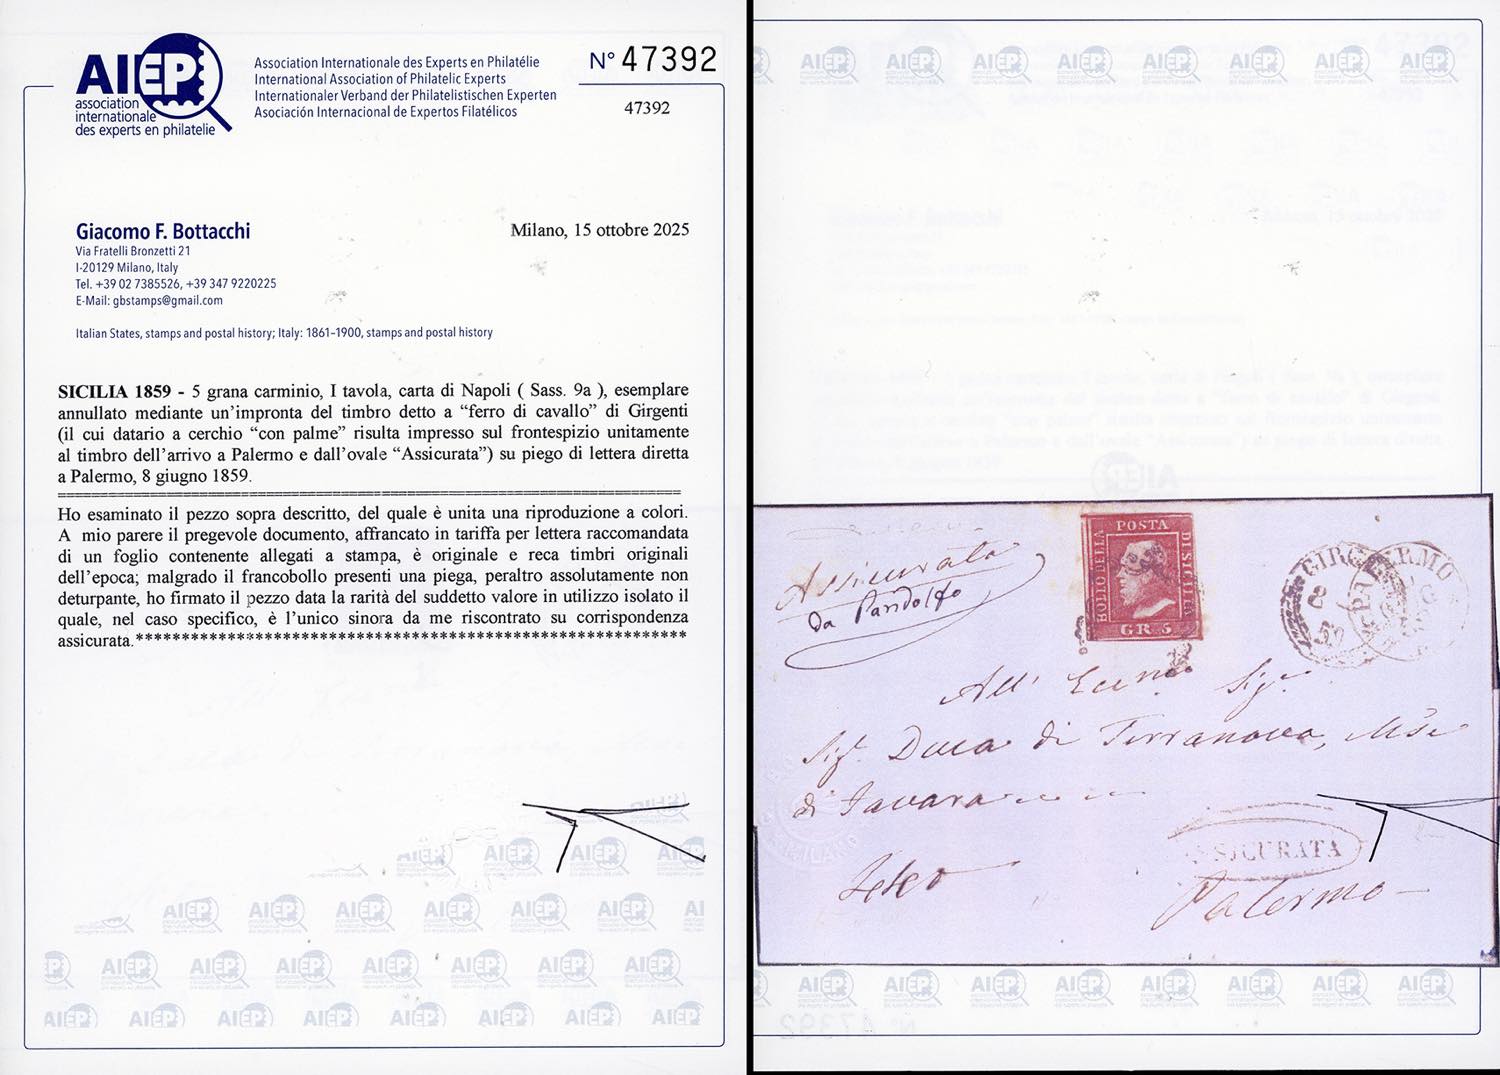 AIEP
association
internationale
des experts en philatelie
Association Internationale des Experts en Philatélie
International Association of Philatelic Experts
Internationaler Verband der Philatelistischen Experten
Asociación Internacional de Expertos Filatélicos
N° 47392
47392
Giacomo F. Bottacchi
Via Fratelli Bronzetti 21
I-20129 Milano, Italy
Tel. +39 02 7385526, +39 347 9220225
E-Mail: gbstamps@gmail.com
Milano, 15 ottobre 2025
Italian States, stamps and postal history; Italy: 1861–1900, stamps and postal history
SICILIA 1859 - 5 grana carminio, I tavola, carta di Napoli ( Sass. 9a ), esemplare
annullato mediante un'impronta del timbro detto a “ferro di cavallo” di Girgenti
(il cui datario a cerchio “con palme” risulta impresso sul frontespizio unitamente
al timbro dell'arrivo a Palermo e dall'ovale “Assicurata”) su piego di lettera diretta
a Palermo, 8 giugno 1859.
Ho esaminato il pezzo sopra descritto, del quale è unita una riproduzione a colori.
A mio parere il pregevole documento, affrancato in tariffa per lettera raccomandata
di un foglio contenente allegati a stampa, è originale e reca timbri originali
dell'epoca; malgrado il francobollo presenti una piega, peraltro assolutamente non
deturpante, ho firmato il pezzo data la rarità del suddetto valore in utilizzo isolato il
quale, nel caso specifico, è l'unico sinora da me riscontrato su corrispondenza
assicurata.************************************************************
Assicurata
da Pandolfo
POSTA
BOLLO DELLA
DI SICILIA
GR. 5
All' Sig.
Sig. Duca di Terranova,
di Favara
ASSICURATA
Palermo